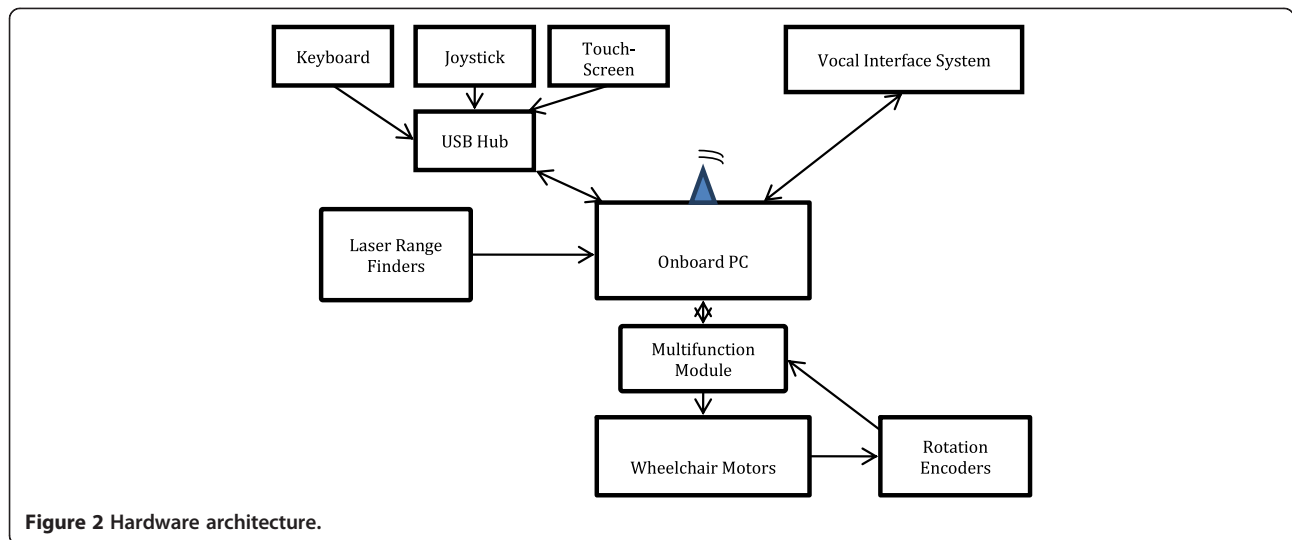 Keyboard
Joystick
Touch-
Screen
Vocal Interface System
USB Hub
Laser Range
Finders
Onboard PC
Multifunction
Module
Wheelchair Motors
Rotation
Encoders
Figure 2 Hardware architecture.